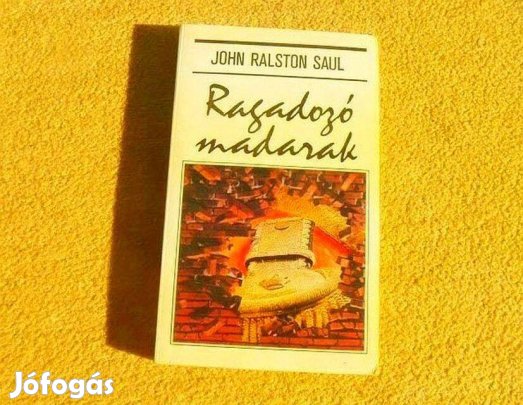 JOHN RALSTON SAUL
Ragadozó
madarak
Jófogás